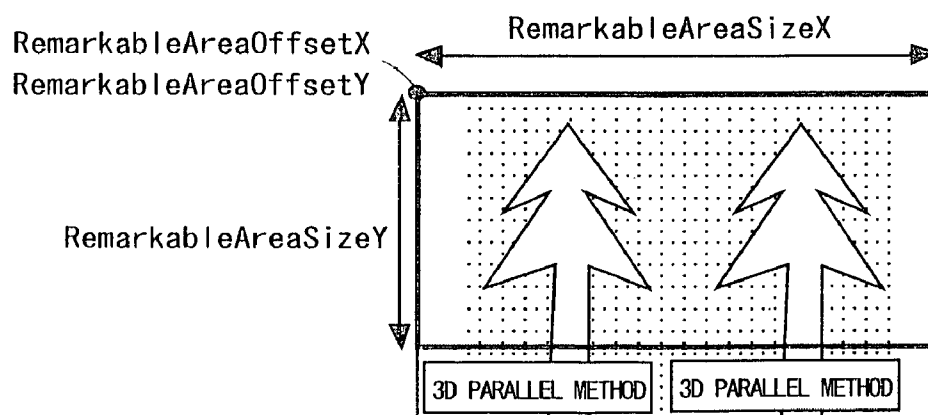 RemarkableAreaOffsetX
RemarkableAreaOffsetY
RemarkableAreaSizeX
RemarkableAreaSizeY
3D PARALLEL METHOD
3D PARALLEL METHOD